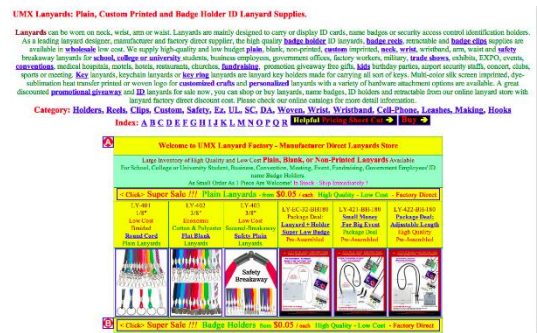 UMX Lanyards: Plain, Custom Printed and Badge Holder ID Lanyard Supplies.
Lanyards can be worn on neck, wrist, arm or waist. Lanyards are mainly designed to carry or display ID cards, name badges or security access control identification holders.
As a leading lanyard designer, manufacturer and factory direct supplier, the high quality badge holder ID lanyards, badge reels, retractable and badge clips supplies are
available in wholesale low cost. We supply high-quality and low budget plain, blank, non-printed, custom imprinted, neck, wrist, wristband, arm, waist and safety
breakaway lanyards for school, college or university students, business employees, government offices, factory workers, military, trade shows, exhibits, EXPO, events,
conventions, medical hospitals, motels, hotels, restaurants, churches, fundraising, promotion giveaway free gifts, kids birthday parties, airport security staffs, concert, clubs,
sports or meeting. Key lanyards, keychain lanyards or key ring lanyards are lanyard key holders made for carrying all sort of keys. Multi-color silk screen imprinted, dye-
sublimation heat transfer printed or woven logo for customized crafts and personalized lanyards with a variety of hardware attachment options are available. A great
discounted promotional giveaway and ID lanyards for sale now, you can shop or buy lanyards, name badges, ID holders and retractable from our online lanyard store with
lanyard factory direct discount cost. Please check our online catalogs for more detail information.
Category: Holders, Reels, Clips, Custom, Safety, Ez, UL, SC, DA, Woven, Wrist, Wristband, Cell-Phone, Leashes, Making, Hooks
Index: A B C D E F G H I J K L M N O P Q R Helpful Pricing Sheet Cat ➔ Buy ➔
A
Welcome to UMX Lanyard Factory - Manufacturer Direct Lanyards Store
Large Inventory of High Quality and Low Cost Plain, Blank, or Non-Printed Lanyards Available
For School, College or University Student, Business, Convention, Meeting, Event, Fundraising, Government Employees' ID
name Badge Holders.
As Small Order As 1 Piece Are Welcome! In Stock - Ship Immediately !
< Click> Super Sale !!! Plain Lanyards - from $0.05 / each High Quality - Low Cost - Factory Direct
LY-401 LY-402 LY-403 LY-EC-32-BH100 LY-421-BH-100 LY-422-BH-100
1/8" 3/8" 3/8" Package Deal: Small Money Package Deal:
Low Cost Economic Low Cost Lanyard + Holder For Big Event Adjustable Length
Braided Cotton & Polyester Secured-Breakaway Super Low Budget Package Deal High Quality
Round Cord Flat Blank Safety Plain Pre-Assembled Pre-Assembled Pre-Assembled
Plain Lanyards Lanyards Lanyards
Safety
Breakaway
B
< Click> Super Sale !!! Badge Holders from $0.05 / each High Quality - Low Cost - Factory Direct